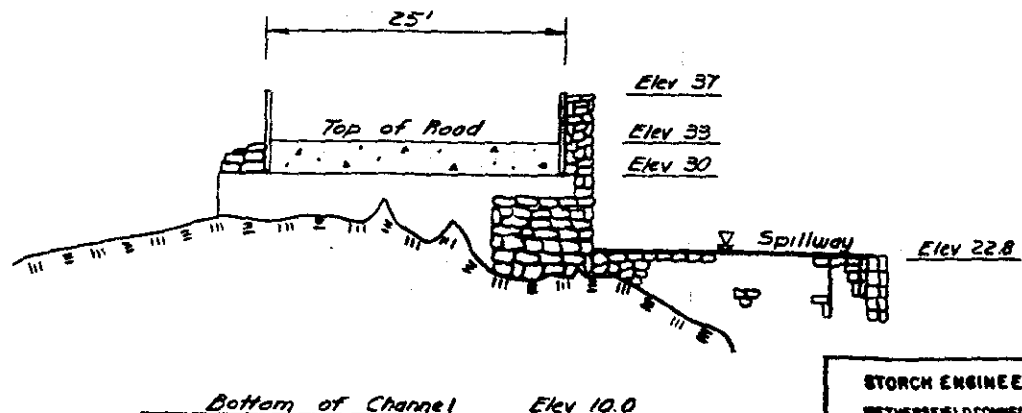 25'
Elev 37
Top of Road
Elev 33
Elev 30
Spillway
Elev 22.8
Bottom of Channel Elev 10.0
STORCH ENGINEE